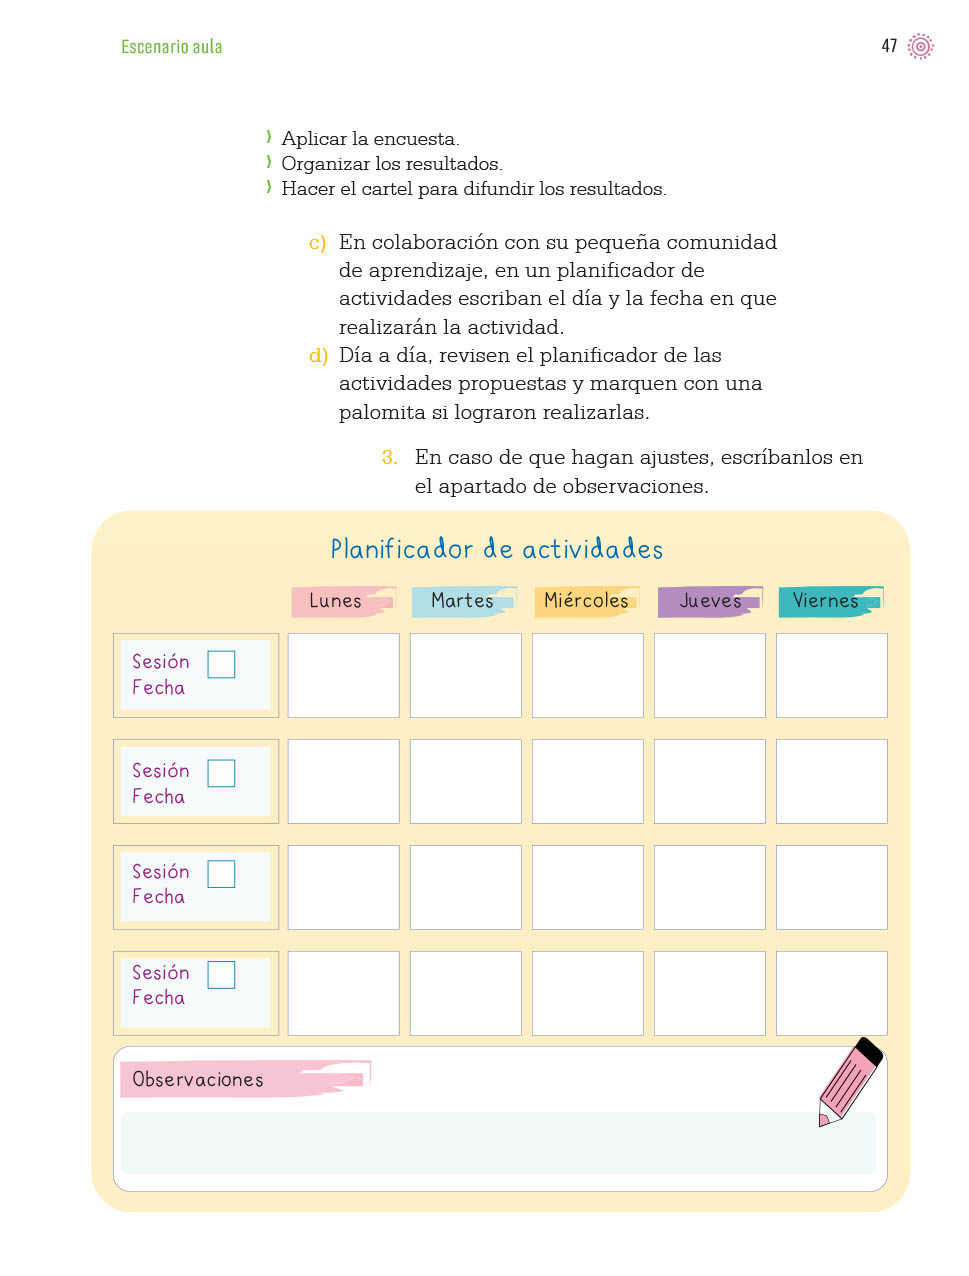 Escenario aula
47
Aplicar la encuesta.
Organizar los resultados.
Hacer el cartel para difundir los resultados.
c) En colaboración con su pequeña comunidad
de aprendizaje, en un planificador de
actividades escriban el día y la fecha en que
realizarán la actividad.
d) Día a día, revisen el planificador de las
actividades propuestas y marquen con una
palomita si lograron realizarlas.
3. En caso de que hagan ajustes, escríbanlos en
el apartado de observaciones.
Planificador de actividades
Lunes Martes Miércoles Jueves Viernes
Sesión
Fecha
Sesión
Fecha
Sesión
Fecha
Sesión
Fecha
Observaciones